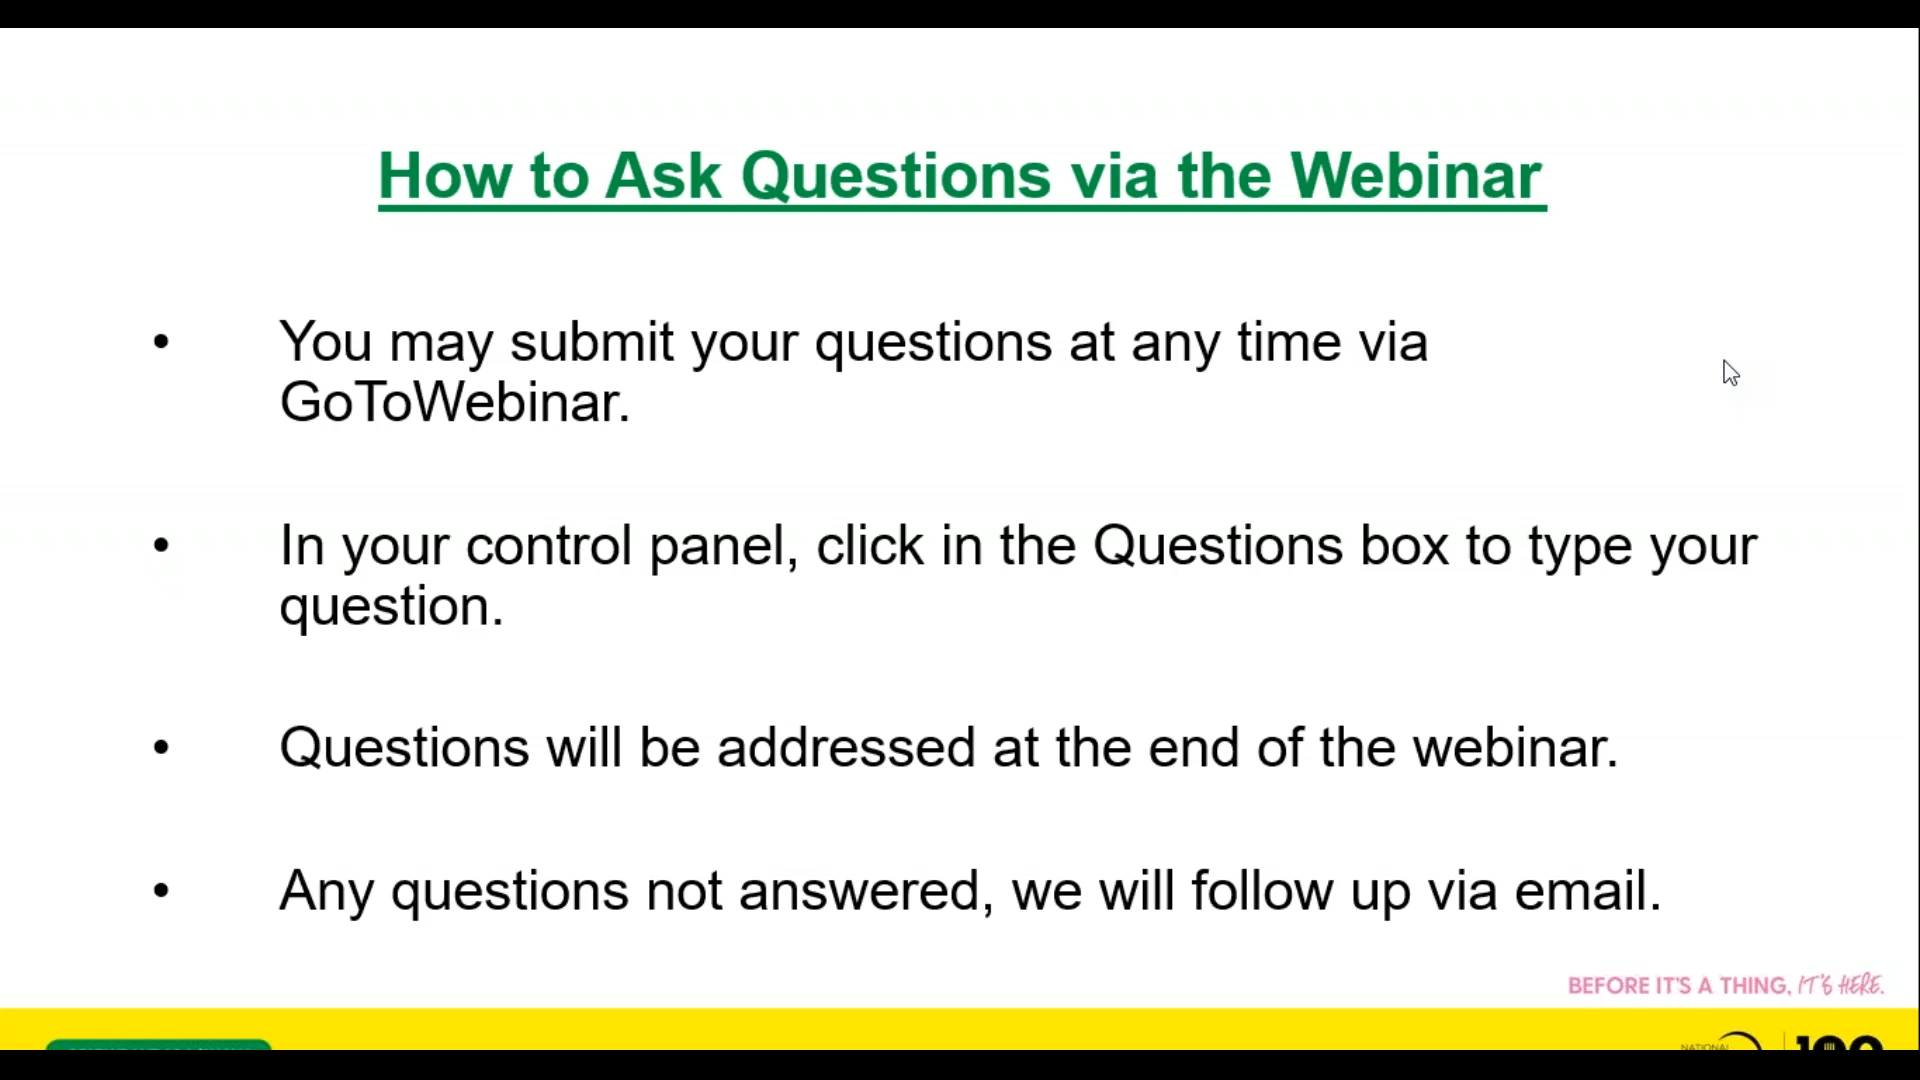 How to Ask Questions via the Webinar
• You may submit your questions at any time via
GoToWebinar.
• In your control panel, click in the Questions box to type your
question.
• Questions will be addressed at the end of the webinar.
• Any questions not answered, we will follow up via email.
BEFORE IT'S A THING, IT'S HERE.
NATIONAL
100